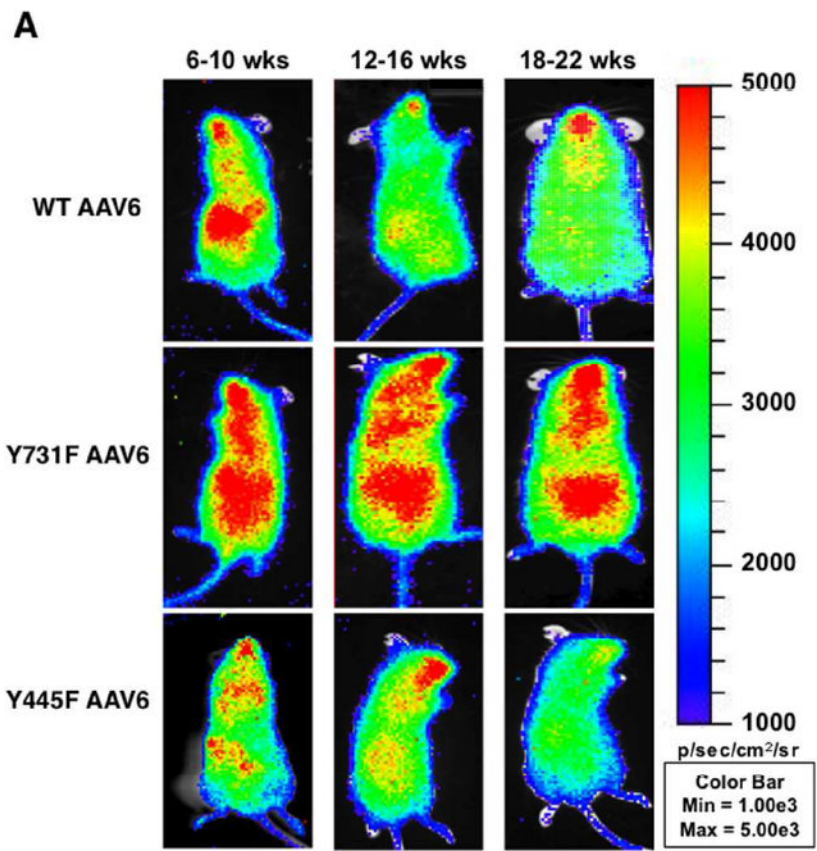 A
6-10 wks 12-16 wks 18-22 wks
WT AAV6
Y731F AAV6
Y445F AAV6
5000
4000
3000
2000
1000
p/sec/cm²/sr
Color Bar
Min = 1.00e3
Max = 5.00e3